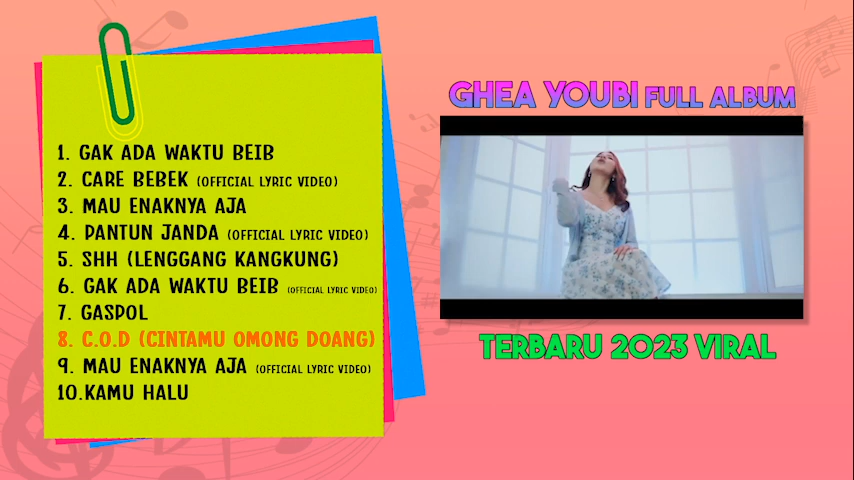 1. GAK ADA WAKTU BEIB
2. CARE BEBEK (OFFICIAL LYRIC VIDEO)
3. MAU ENAKNYA AJA
4. PANTUN JANDA (OFFICIAL LYRIC VIDEO)
5. SHH (LENGGANG KANGKUNG)
6. GAK ADA WAKTU BEIB (OFFICIAL LYRIC VIDEO)
7. GASPOL
8. C.O.D (CINTAMU OMONG DOANG)
9. MAU ENAKNYA AJA (OFFICIAL LYRIC VIDEO)
10.KAMU HALU
GHEA YOUBI FULL ALBUM
TERBARU 2023 VIRAL